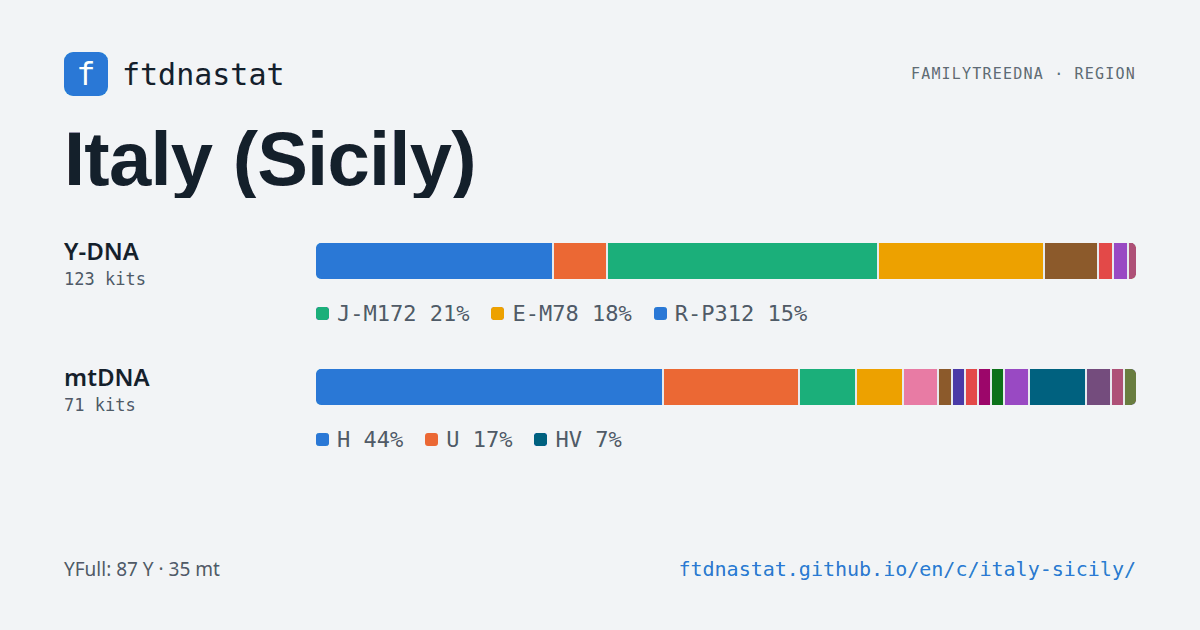 f ftdnastat
FAMILYTREEDNA · REGION
Italy (Sicily)
Y-DNA
123 kits
J-M172 21% E-M78 18% R-P312 15%
mtDNA
71 kits
H 44% U 17% HV 7%
YFull: 87 Y · 35 mt
ftdnastat.github.io/en/c/italy-sicily/